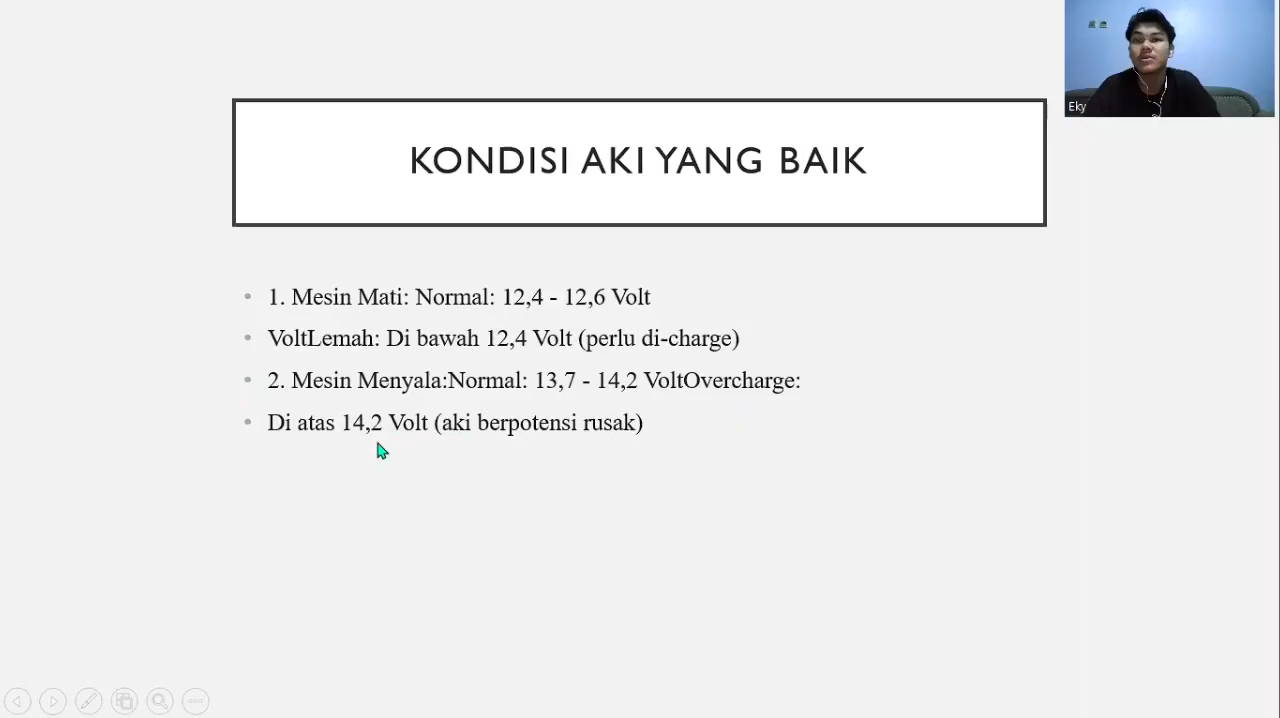 Eky
KONDISI AKI YANG BAIK
• 1. Mesin Mati: Normal: 12,4 - 12,6 Volt
• VoltLemah: Di bawah 12,4 Volt (perlu di-charge)
• 2. Mesin Menyala:Normal: 13,7 - 14,2 VoltOvercharge:
• Di atas 14,2 Volt (aki berpotensi rusak)